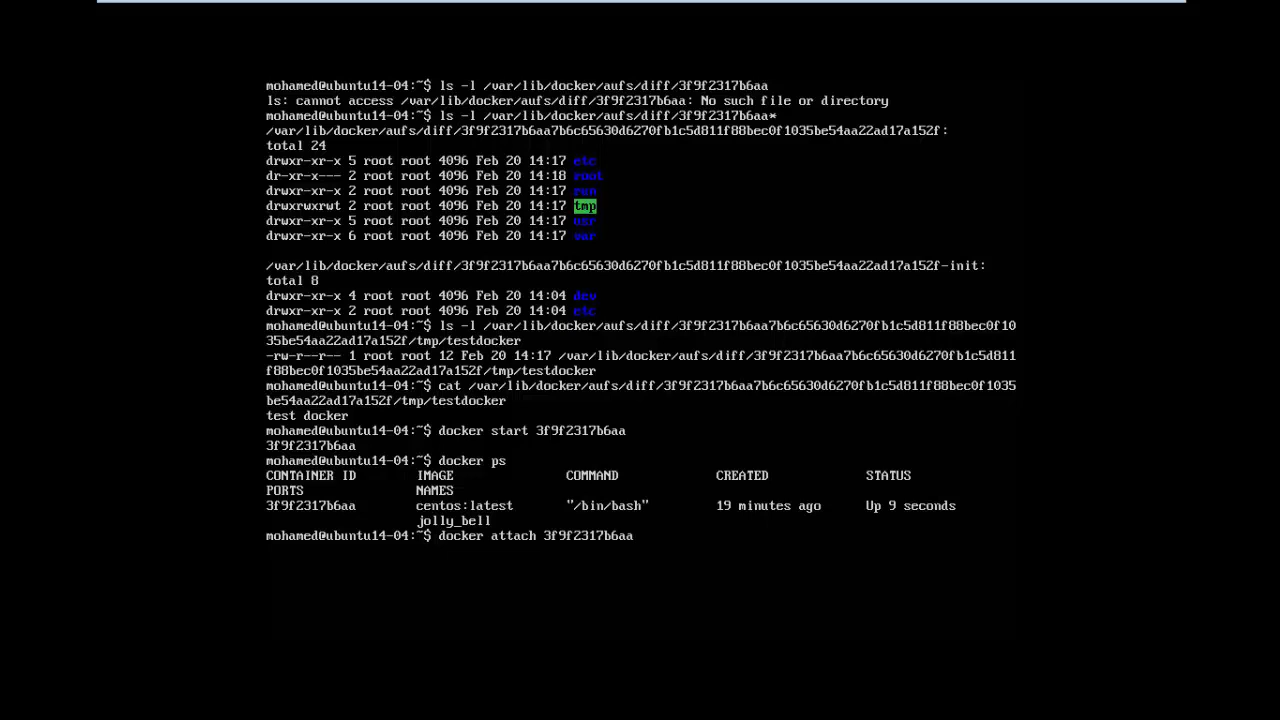 mohamed@ubuntu14-04:~$ ls -l /var/lib/docker/aufs/diff/3f9f2317b6aa
ls: cannot access /var/lib/docker/aufs/diff/3f9f2317b6aa: No such file or directory
mohamed@ubuntu14-04:~$ ls -l /var/lib/docker/aufs/diff/3f9f2317b6aa*
/var/lib/docker/aufs/diff/3f9f2317b6aa7b6c65630d6270fb1c5d811f88bec0f1035be54aa22ad17a152f:
total 24
drwxr-xr-x 5 root root 4096 Feb 20 14:17 etc
dr-xr-x--- 2 root root 4096 Feb 20 14:18 root
drwxr-xr-x 2 root root 4096 Feb 20 14:17 run
drwxrwxrwt 2 root root 4096 Feb 20 14:17 tmp
drwxr-xr-x 5 root root 4096 Feb 20 14:17 usr
drwxr-xr-x 6 root root 4096 Feb 20 14:17 var
/var/lib/docker/aufs/diff/3f9f2317b6aa7b6c65630d6270fb1c5d811f88bec0f1035be54aa22ad17a152f-init:
total 8
drwxr-xr-x 4 root root 4096 Feb 20 14:04 dev
drwxr-xr-x 2 root root 4096 Feb 20 14:04 etc
mohamed@ubuntu14-04:~$ ls -l /var/lib/docker/aufs/diff/3f9f2317b6aa7b6c65630d6270fb1c5d811f88bec0f10
35be54aa22ad17a152f/tmp/testdocker
-rw-r--r-- 1 root root 12 Feb 20 14:17 /var/lib/docker/aufs/diff/3f9f2317b6aa7b6c65630d6270fb1c5d811
f88bec0f1035be54aa22ad17a152f/tmp/testdocker
mohamed@ubuntu14-04:~$ cat /var/lib/docker/aufs/diff/3f9f2317b6aa7b6c65630d6270fb1c5d811f88bec0f1035
be54aa22ad17a152f/tmp/testdocker
test docker
mohamed@ubuntu14-04:~$ docker start 3f9f2317b6aa
3f9f2317b6aa
mohamed@ubuntu14-04:~$ docker ps
CONTAINER ID IMAGE COMMAND CREATED STATUS
PORTS NAMES
3f9f2317b6aa centos:latest "/bin/bash" 19 minutes ago Up 9 seconds
jolly_bell
mohamed@ubuntu14-04:~$ docker attach 3f9f2317b6aa